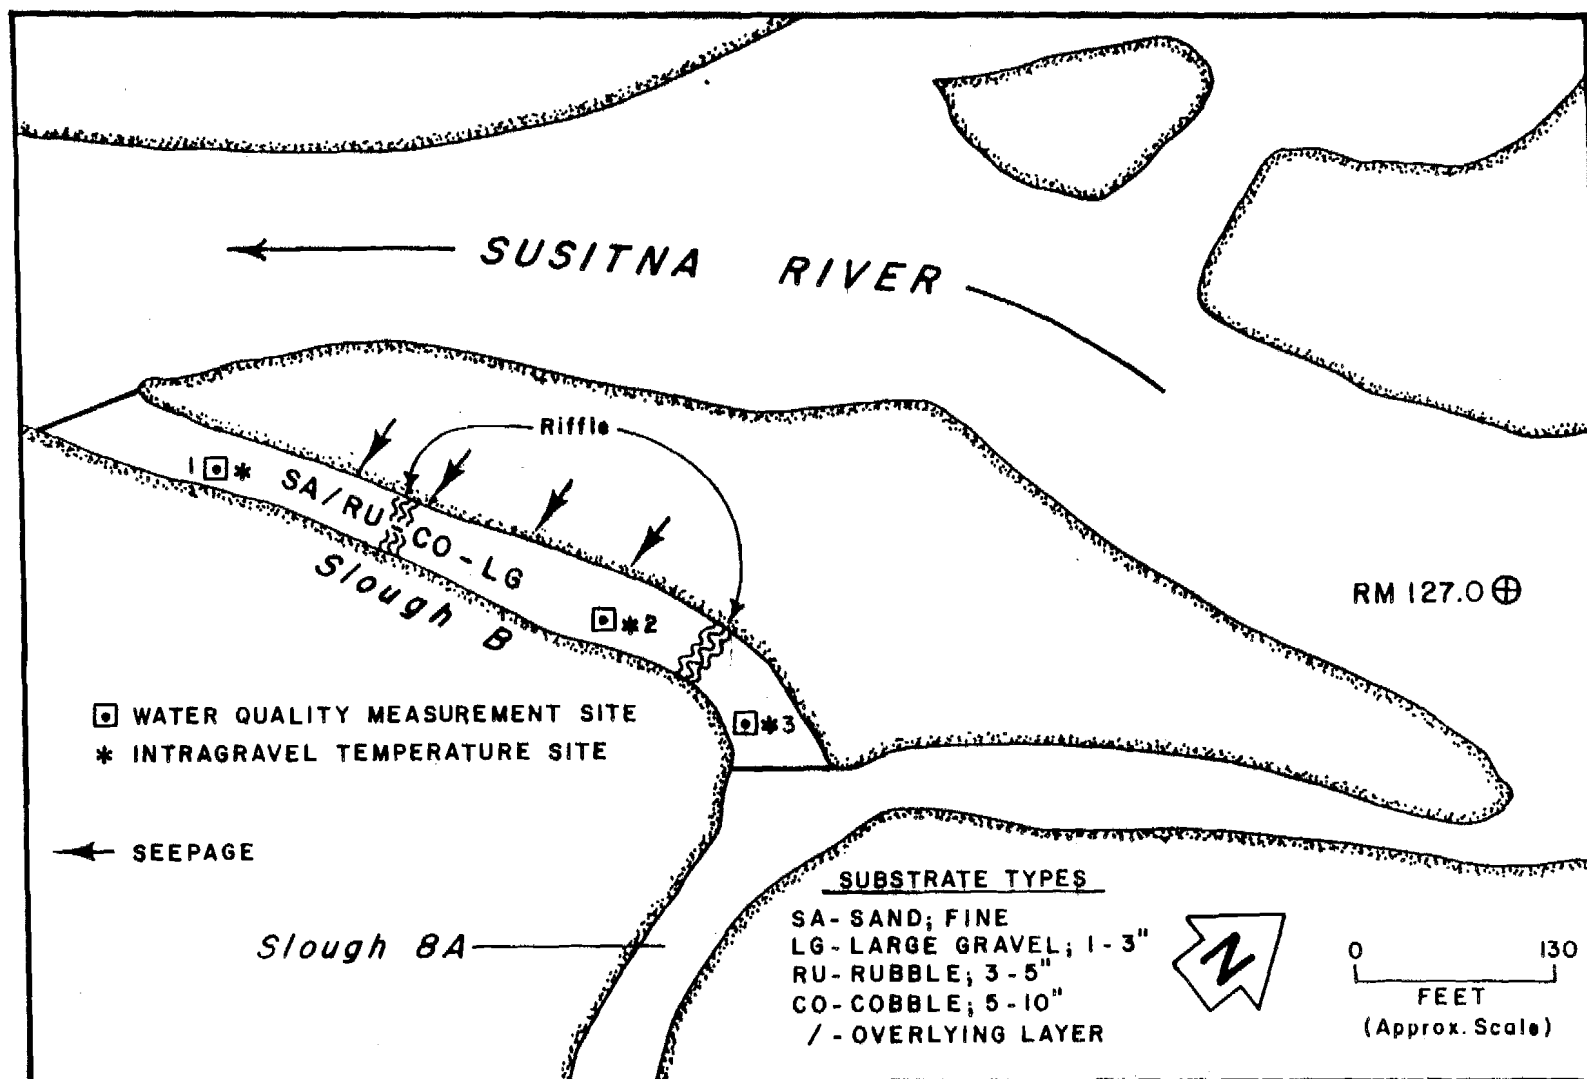 SUSITNA RIVER
Riffle
1
SA/RU-CO-LG
Slough B
2
RM 127.0
3
WATER QUALITY MEASUREMENT SITE
* INTRAGRAVEL TEMPERATURE SITE
SEEPAGE
Slough 8A
SUBSTRATE TYPES
SA-SAND; FINE
LG-LARGE GRAVEL; 1-3"
RU-RUBBLE; 3-5"
CO-COBBLE; 5-10"
/-OVERLYING LAYER
N
0 130
FEET
(Approx. Scale)